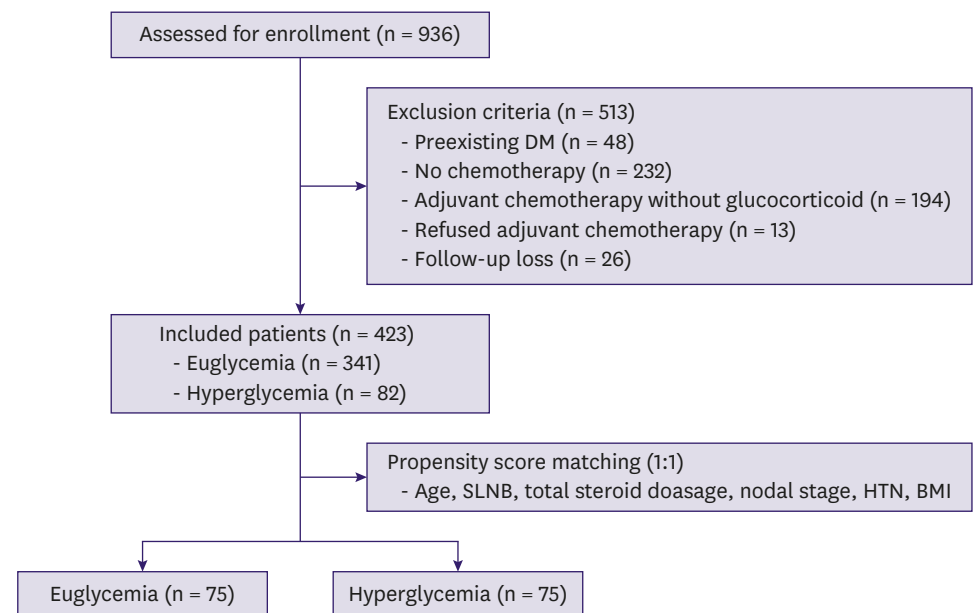 Assessed for enrollment (n = 936)
Exclusion criteria (n = 513)
- Preexisting DM (n = 48)
- No chemotherapy (n = 232)
- Adjuvant chemotherapy without glucocorticoid (n = 194)
- Refused adjuvant chemotherapy (n = 13)
- Follow-up loss (n = 26)
Included patients (n = 423)
- Euglycemia (n = 341)
- Hyperglycemia (n = 82)
Propensity score matching (1:1)
- Age, SLNB, total steroid doasage, nodal stage, HTN, BMI
Euglycemia (n = 75)
Hyperglycemia (n = 75)